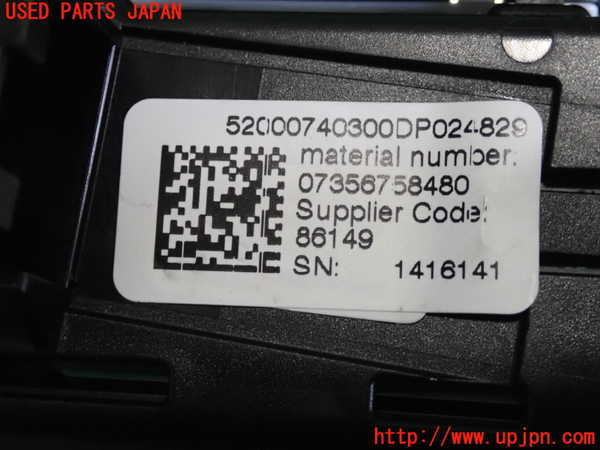 USED PARTS JAPAN
52000740300DP024829
material number:
07356758480
Supplier Code:
86149
SN: 1416141
http://www.upjpn.com